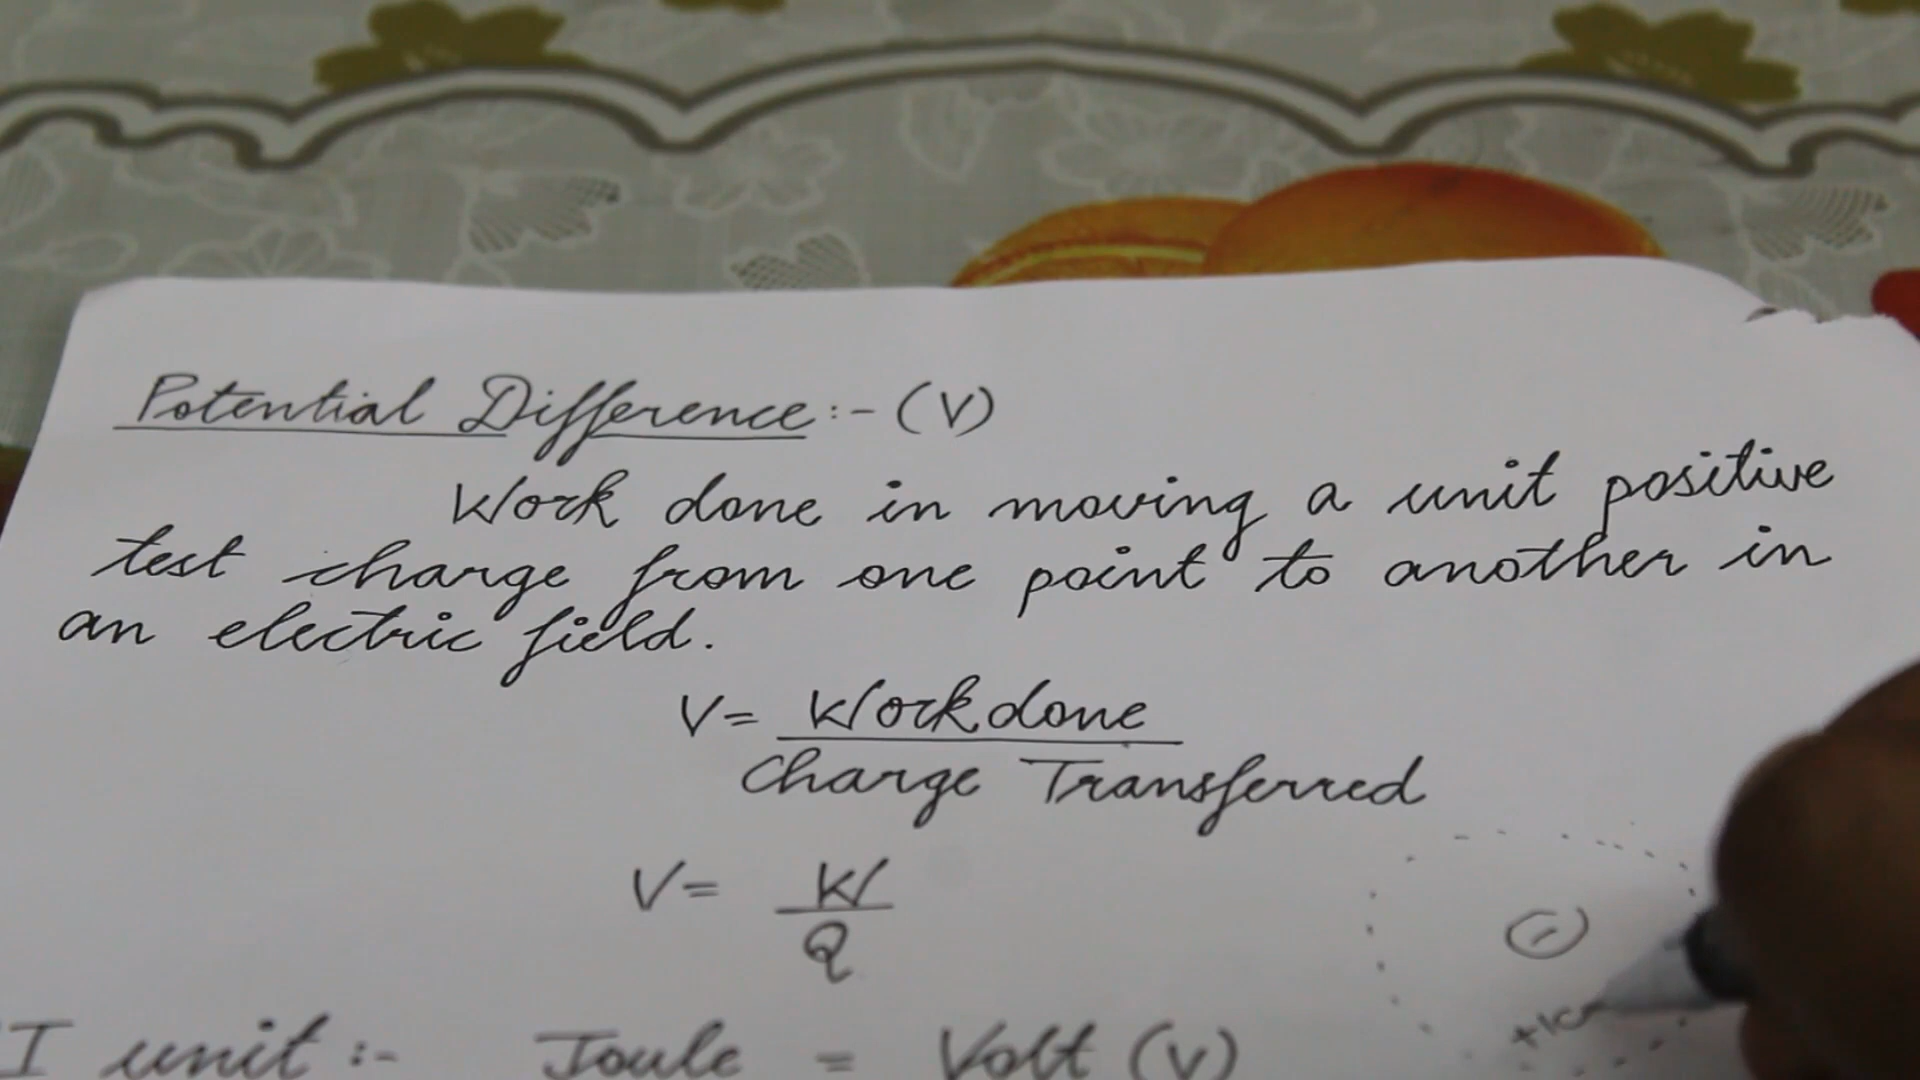 Potential Difference:- (V)
Work done in moving a unit positive
test charge from one point to another in
an electric field.
V= Work done
Charge Transferred
V= W
Q
(-)
I unit:- Joule = Volt (V)